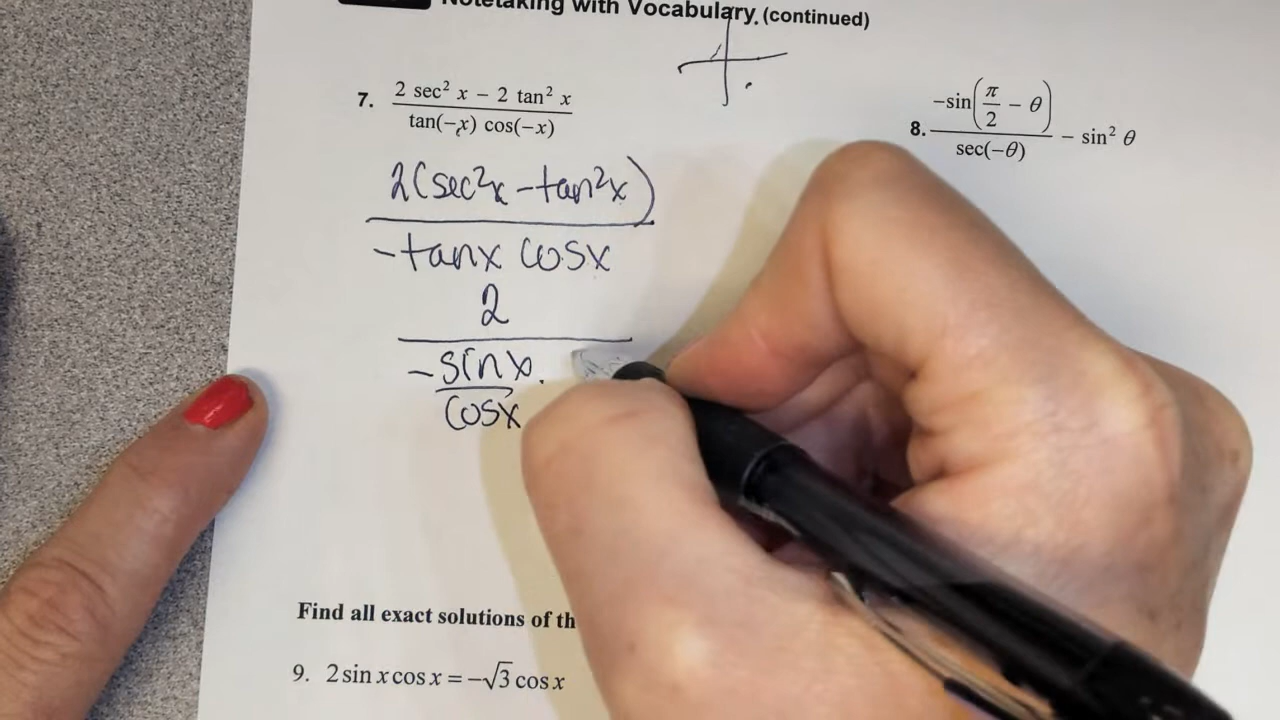 Notetaking with Vocabulary (continued)
7. 2 sec² x − 2 tan² x
tan(−x) cos(−x)
2(sec²x − tan²x)
-tanx cosx
2
-sinx.
cosx
8. −sin(π/2 − θ)
sec(−θ)
− sin² θ
Find all exact solutions of th
9. 2 sin x cos x = −√3 cos x